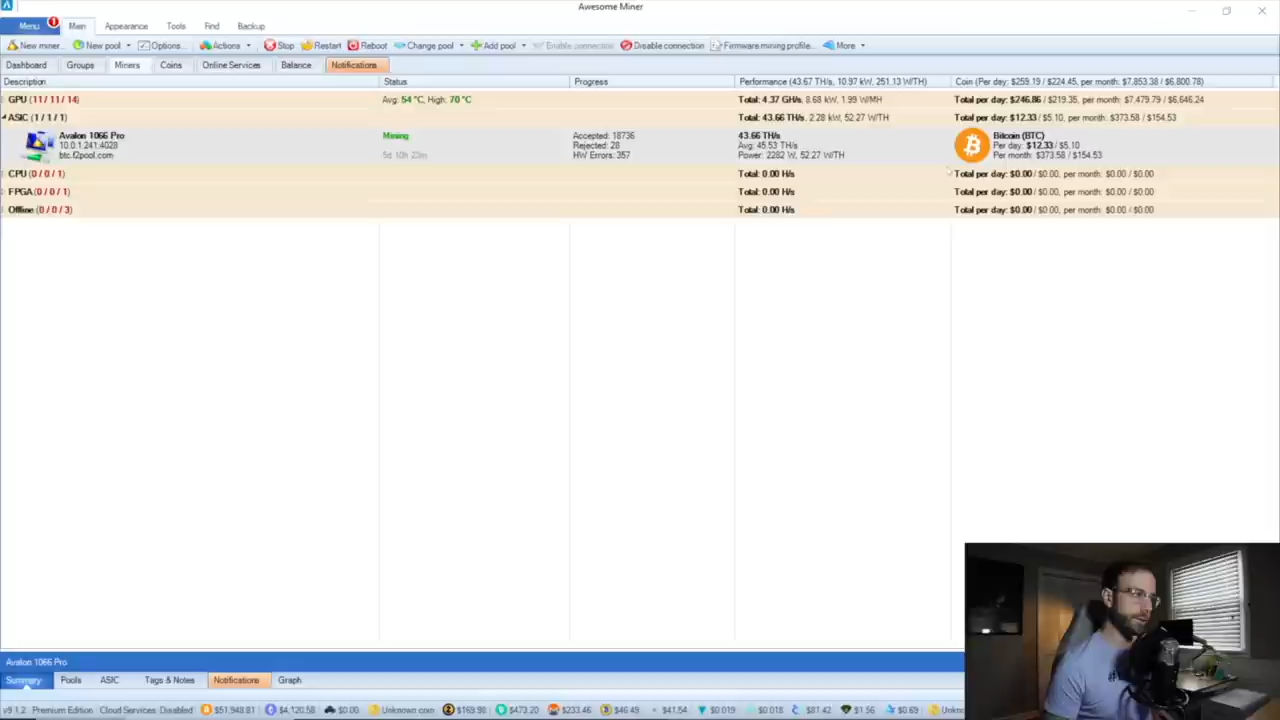 Awesome Miner
Menu 1 Main Appearance Tools Find Backup
New miner... New pool Options... Actions Stop Restart Reboot Change pool Add pool Enable connection Disable connection Firmware mining profile... More
Dashboard Groups Miners Coins Online Services Balance Notifications
Description Status Progress Performance (43.67 TH/s, 10.97 kW, 251.13 W/TH) Coin (Per day: $259.19 / $224.45, per month: $7,853.38 / $6,800.78)
GPU (11 / 11 / 14) Avg: 54 °C, High: 70 °C Total: 4.37 GH/s, 8.68 kW, 1.99 W/MH Total per day: $246.86 / $219.35, per month: $7,479.79 / $6,646.24
ASIC (1 / 1 / 1) Total: 43.66 TH/s, 2.28 kW, 52.27 W/TH Total per day: $12.33 / $5.10, per month: $373.58 / $154.53
Avalon 1066 Pro Mining Accepted: 18736 43.66 TH/s Bitcoin (BTC)
10.0.1.241:4028 Rejected: 28 Avg: 45.53 TH/s Per day: $12.33 / $5.10
btc.f2pool.com 5d 10h 23m HW Errors: 357 Power: 2282 W, 52.27 W/TH Per month: $373.58 / $154.53
CPU (0 / 0 / 1) Total: 0.00 H/s Total per day: $0.00 / $0.00, per month: $0.00 / $0.00
FPGA (0 / 0 / 1) Total: 0.00 H/s Total per day: $0.00 / $0.00, per month: $0.00 / $0.00
Offline (0 / 0 / 3) Total: 0.00 H/s Total per day: $0.00 / $0.00, per month: $0.00 / $0.00
Avalon 1066 Pro
Summary Pools ASIC Tags & Notes Notifications Graph
v9.1.2 Premium Edition Cloud Services: Disabled $51,948.81 $4,120.58 $0.00 Unknown coin $169.90 $473.20 $233.46 $46.49 $41.54 $0.019 $0.018 $81.42 $1.56 $0.69 Unkno